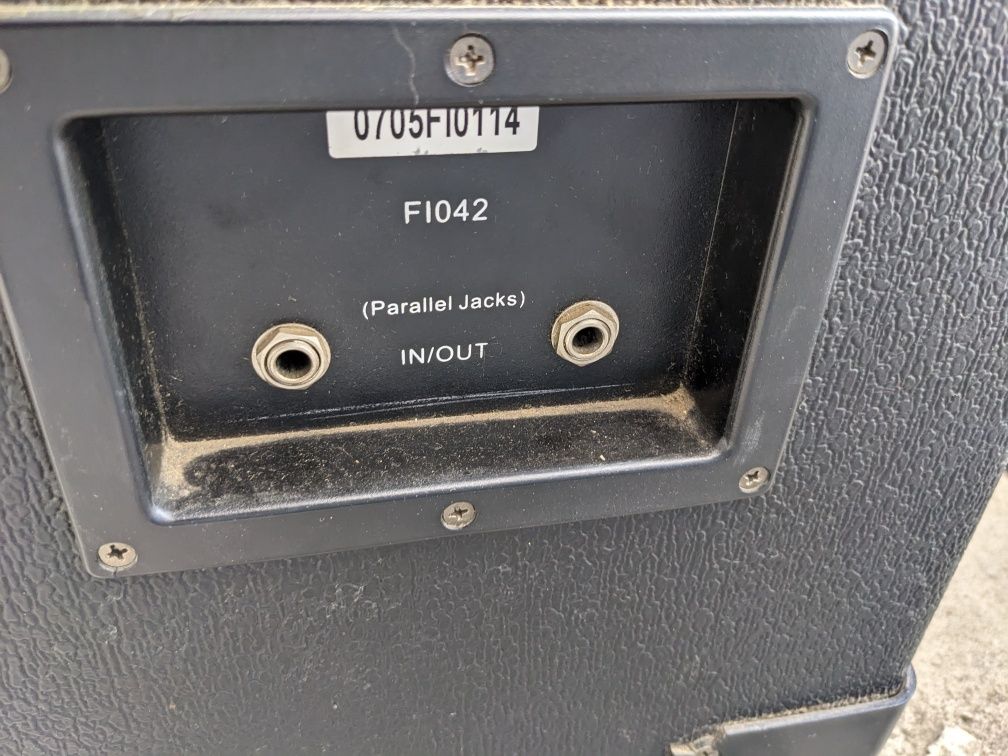 0705FI0114
FI042
(Parallel Jacks)
IN/OUT